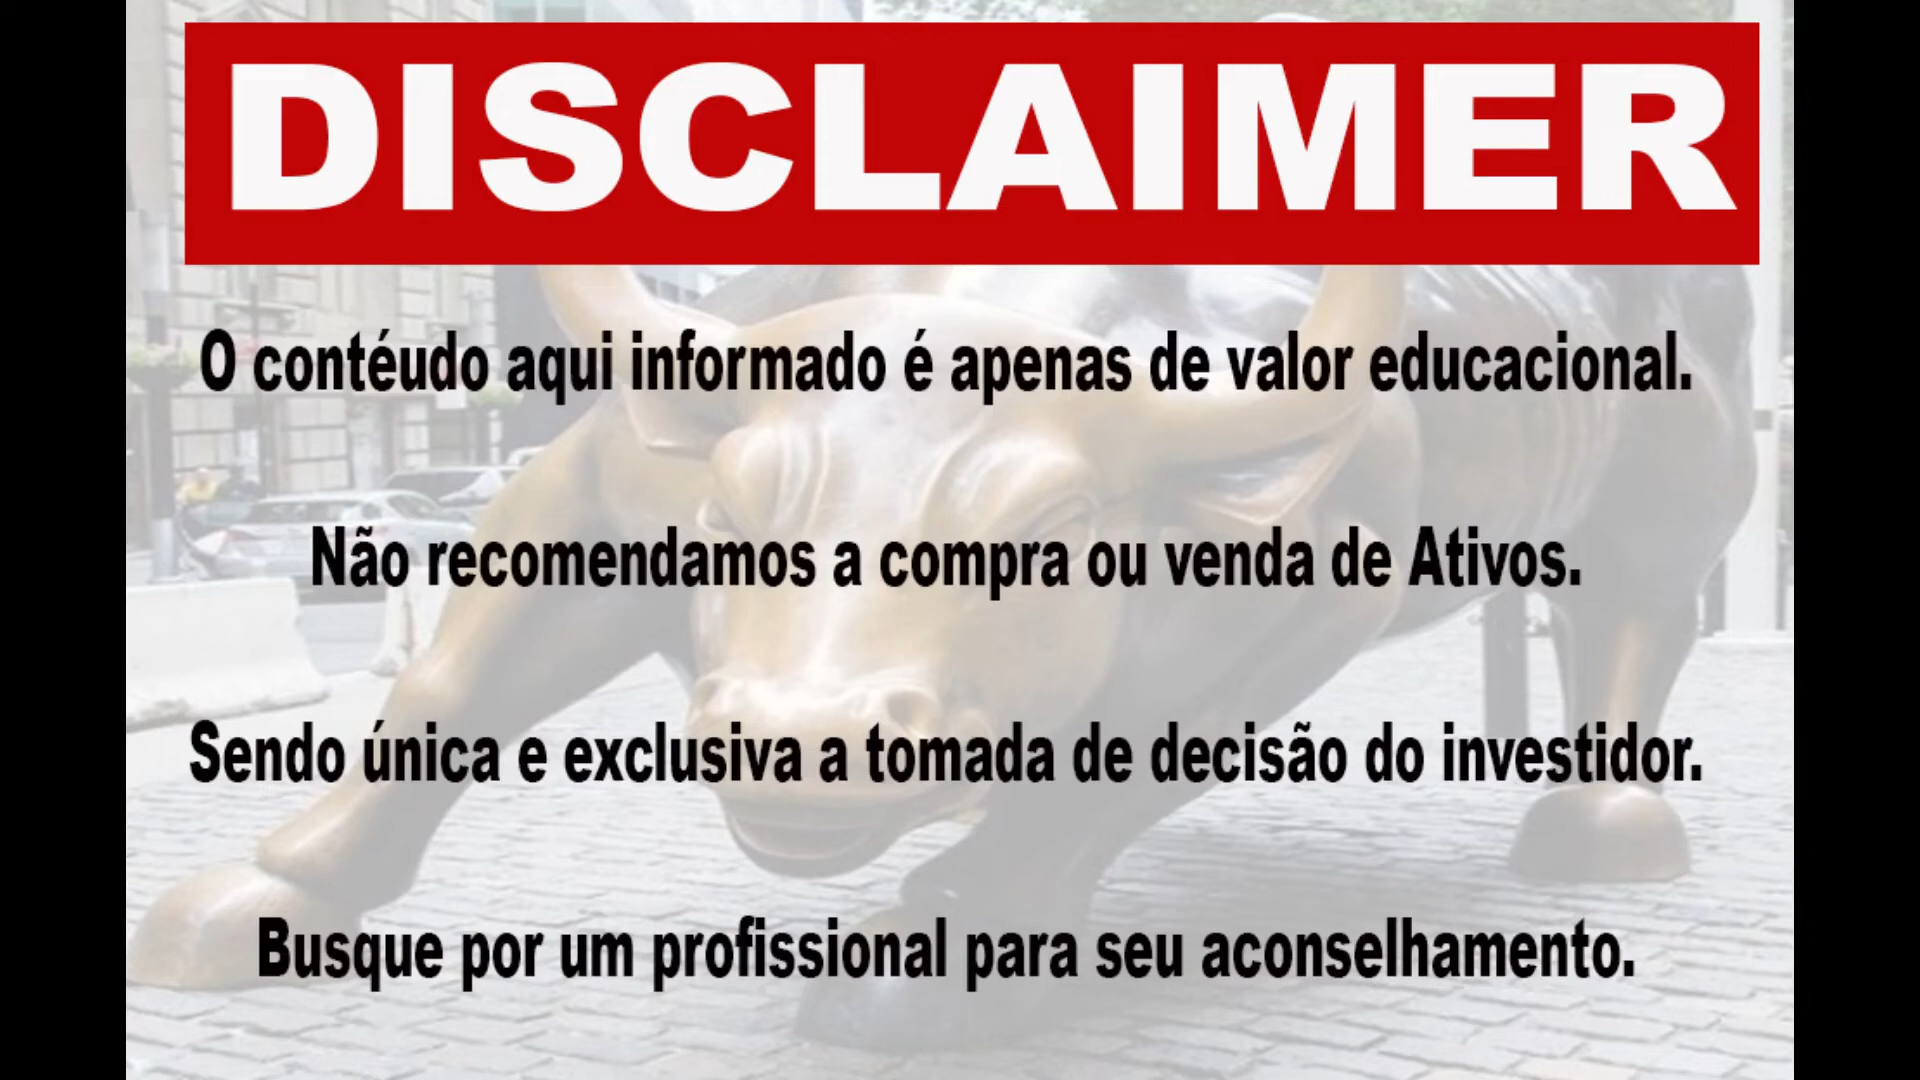 DISCLAIMER
O contéudo aqui informado é apenas de valor educacional.
Não recomendamos a compra ou venda de Ativos.
Sendo única e exclusiva a tomada de decisão do investidor.
Busque por um profissional para seu aconselhamento.